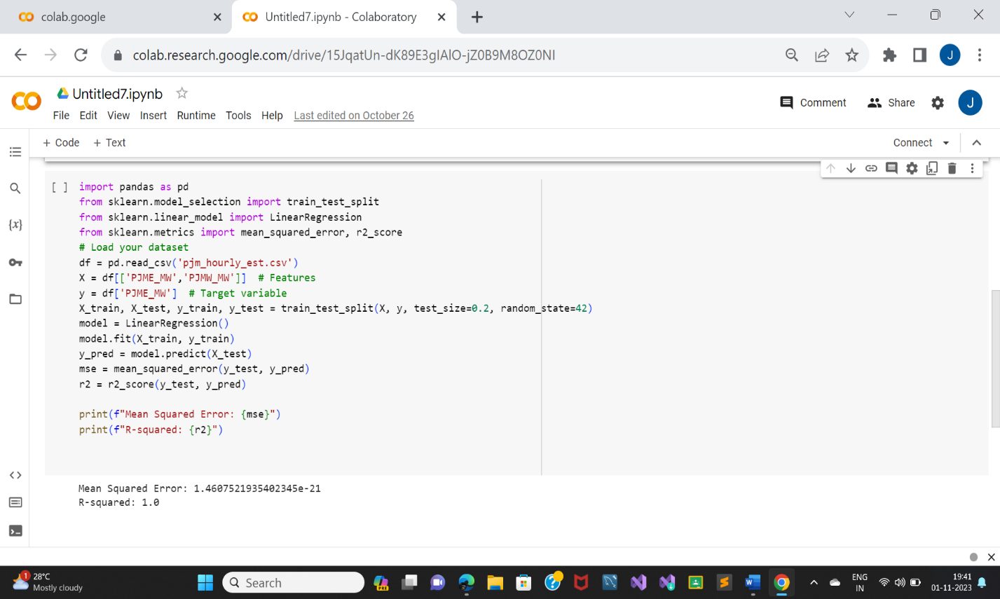 colab.google
Untitled7.ipynb - Colaboratory
colab.research.google.com/drive/15JqatUn-dK89E3gIAlO-jZ0B9M8OZ0NI
J
Untitled7.ipynb
Comment
Share
J
File Edit View Insert Runtime Tools Help Last edited on October 26
+ Code + Text
Connect
[ ] import pandas as pd
from sklearn.model_selection import train_test_split
from sklearn.linear_model import LinearRegression
from sklearn.metrics import mean_squared_error, r2_score
# Load your dataset
df = pd.read_csv('pjm_hourly_est.csv')
X = df[['PJME_MW','PJMW_MW']]  # Features
y = df['PJME_MW']  # Target variable
X_train, X_test, y_train, y_test = train_test_split(X, y, test_size=0.2, random_state=42)
model = LinearRegression()
model.fit(X_train, y_train)
y_pred = model.predict(X_test)
mse = mean_squared_error(y_test, y_pred)
r2 = r2_score(y_test, y_pred)
print(f"Mean Squared Error: {mse}")
print(f"R-squared: {r2}")
{x}
Mean Squared Error: 1.4607521935402345e-21
R-squared: 1.0
1
28°C
Mostly cloudy
Search
PRE
ENG
IN
19:41
01-11-2023